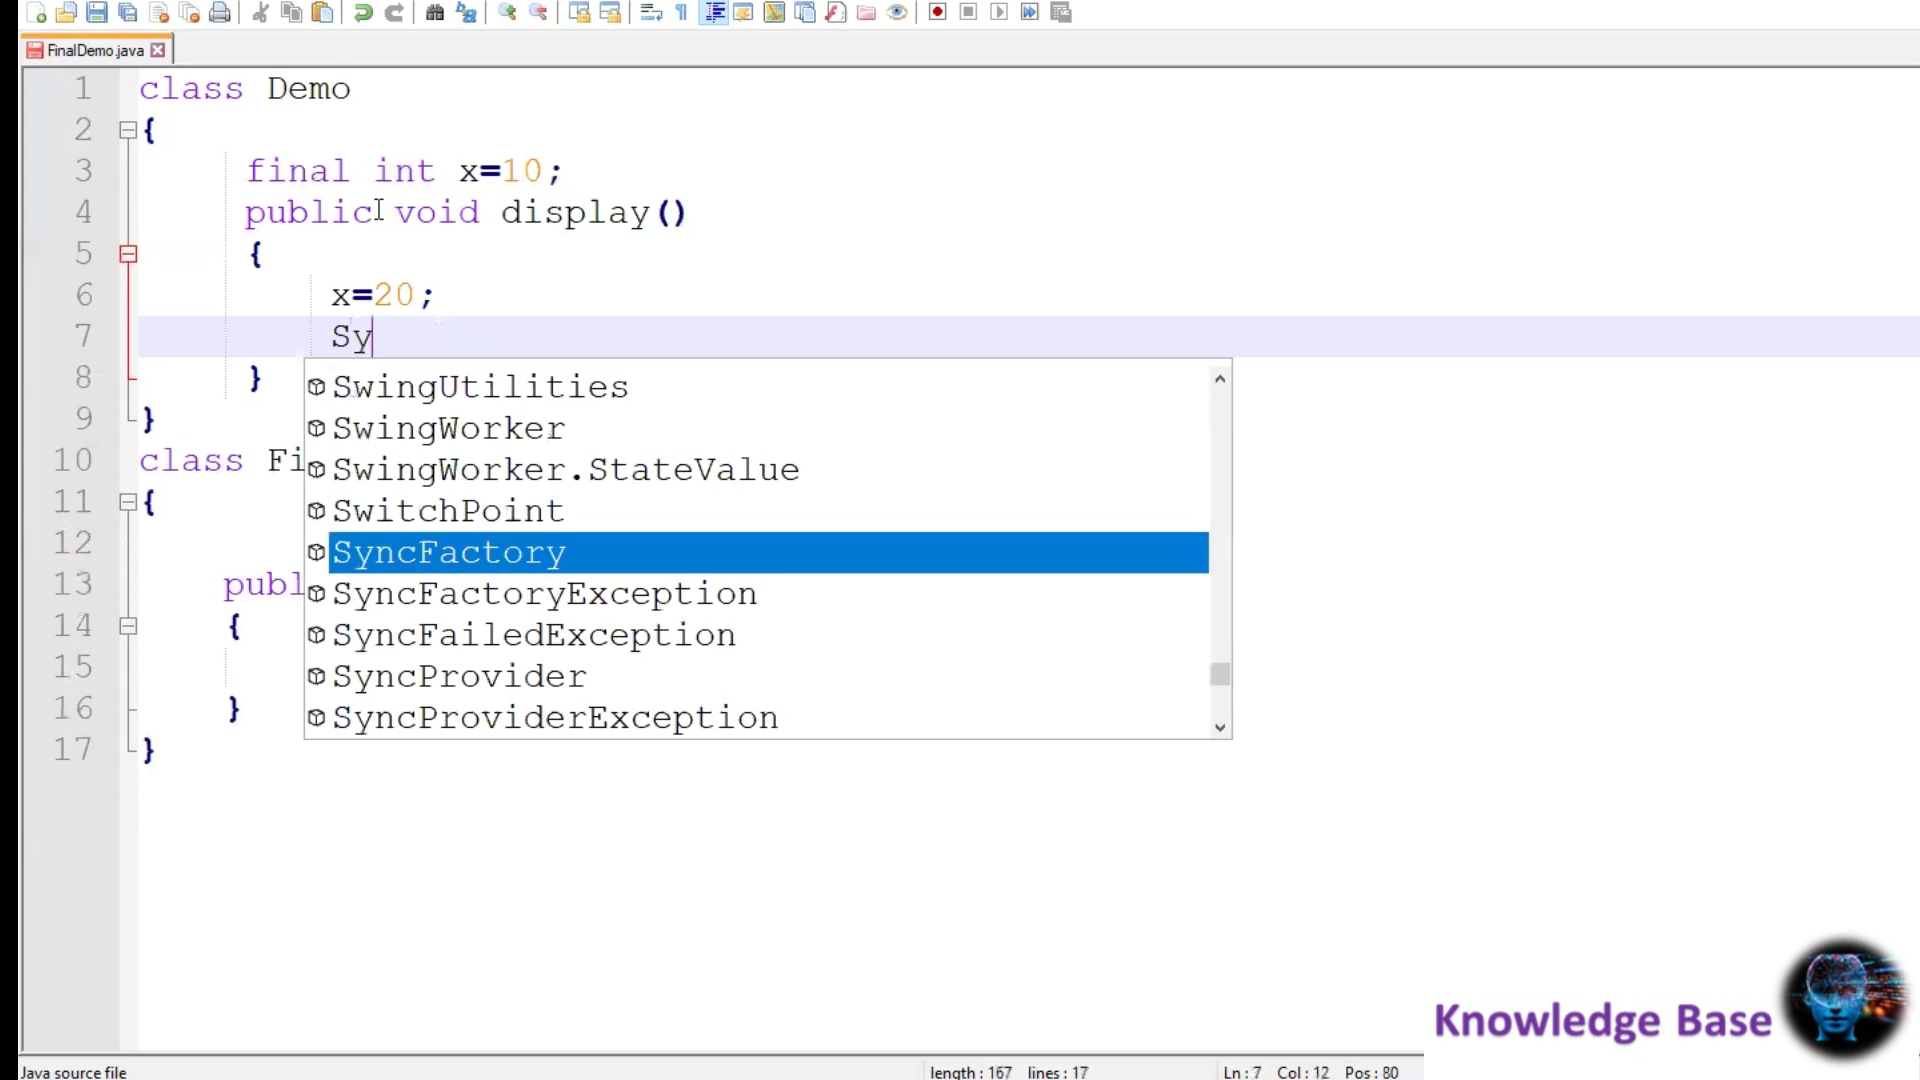 FinalDemo.java
1 class Demo
2 {
3 final int x=10;
4 public void display()
5 {
6 x=20;
7 Sy
8 }
9 }
10 class Fi
11 {
12
13 publ
14 {
15
16 }
17 }
SwingUtilities
SwingWorker
SwingWorker.StateValue
SwitchPoint
SyncFactory
SyncFactoryException
SyncFailedException
SyncProvider
SyncProviderException
Knowledge Base
Java source file length : 167 lines : 17 Ln : 7 Col : 12 Pos : 80